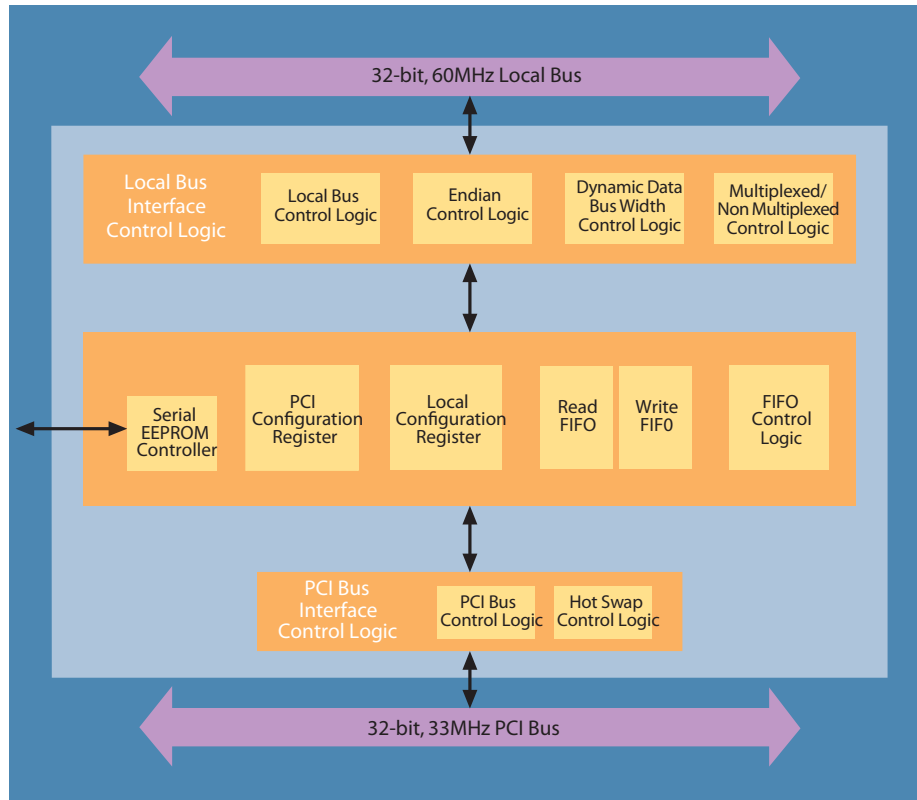 32-bit, 60MHz Local Bus
Local Bus
Interface
Control Logic
Local Bus
Control Logic
Endian
Control Logic
Dynamic Data
Bus Width
Control Logic
Multiplexed/
Non Multiplexed
Control Logic
Serial
EEPROM
Controller
PCI
Configuration
Register
Local
Configuration
Register
Read
FIFO
Write
FIF0
FIFO
Control
Logic
PCI Bus
Interface
Control Logic
PCI Bus
Control Logic
Hot Swap
Control Logic
32-bit, 33MHz PCI Bus